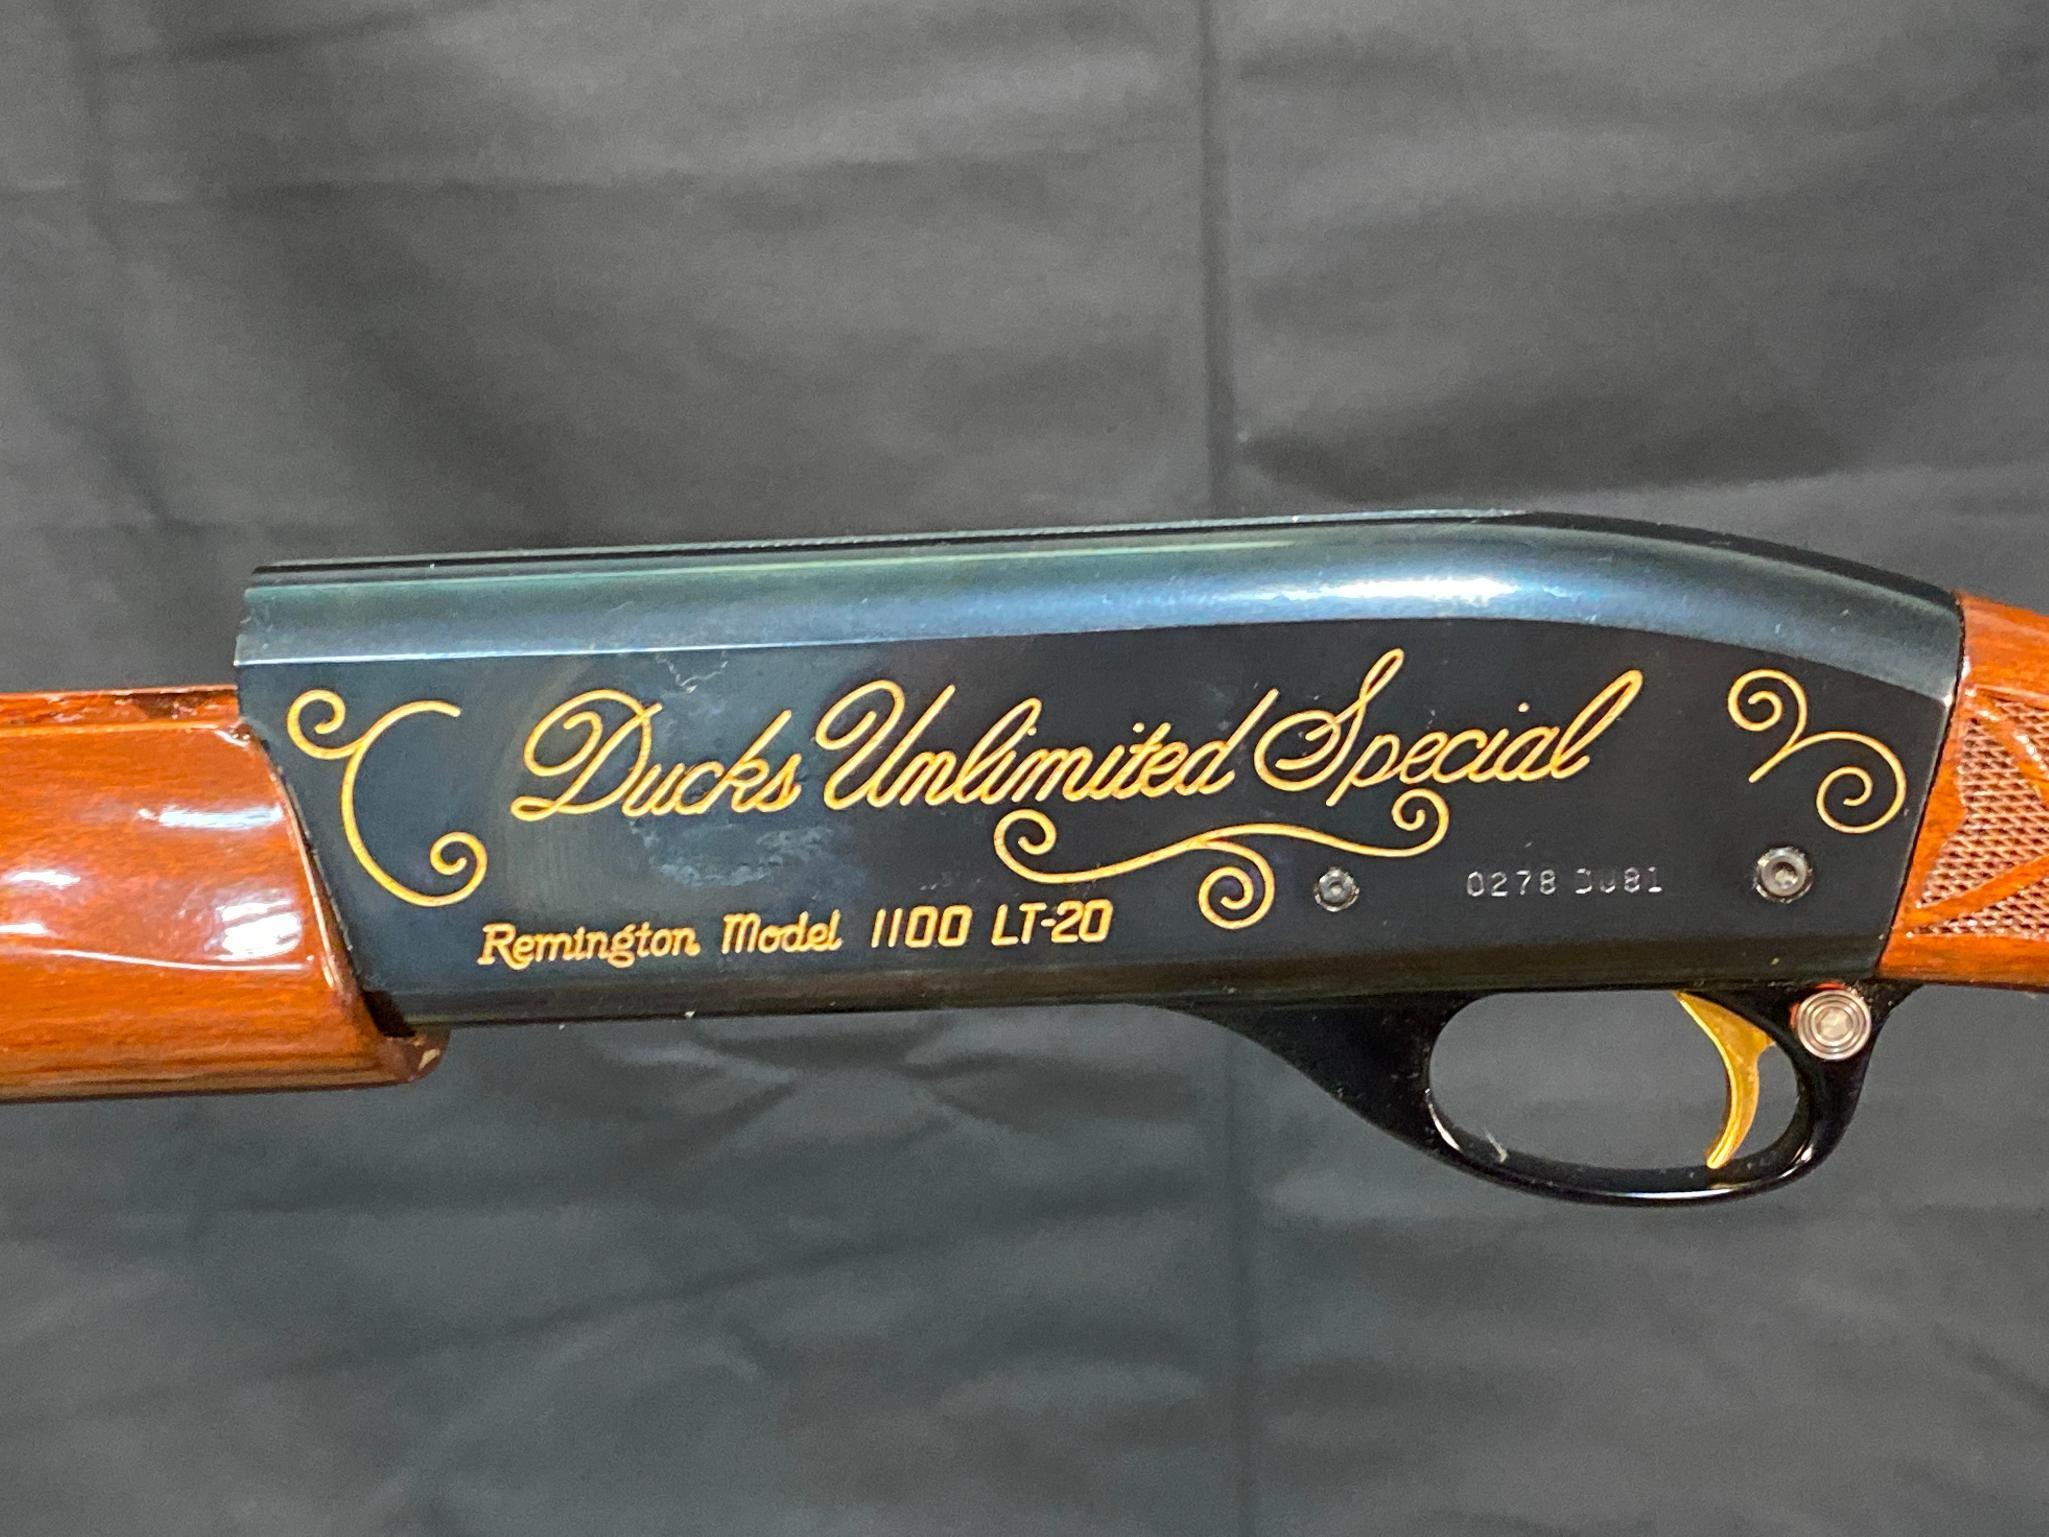 Ducks Unlimited Special
0278 DU81
Remington Model 1100 LT-20